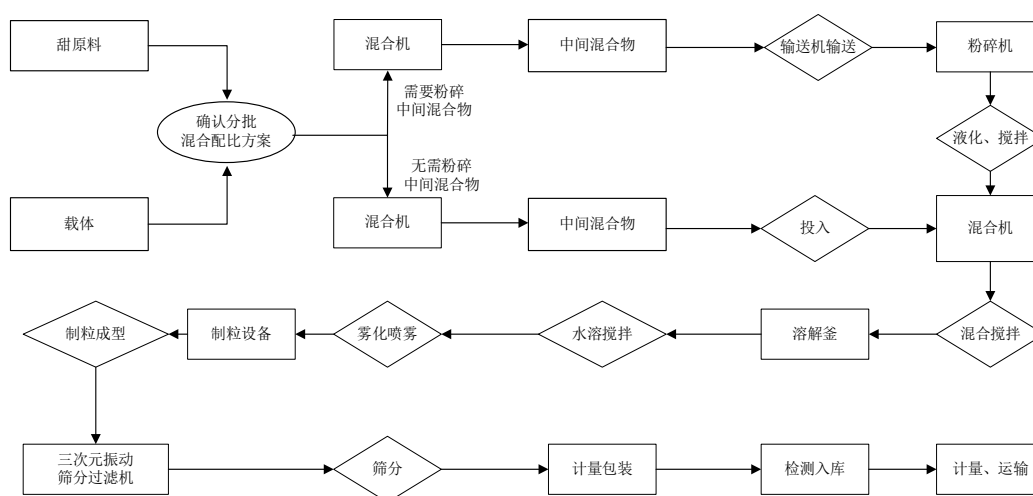 甜原料
混合机
中间混合物
输送机输送
粉碎机
需要粉碎
中间混合物
确认分批
混合配比方案
液化、搅拌
无需粉碎
中间混合物
载体
混合机
中间混合物
投入
混合机
制粒成型
制粒设备
雾化喷雾
水溶搅拌
溶解釜
混合搅拌
三次元振动
筛分过滤机
筛分
计量包装
检测入库
计量、运输